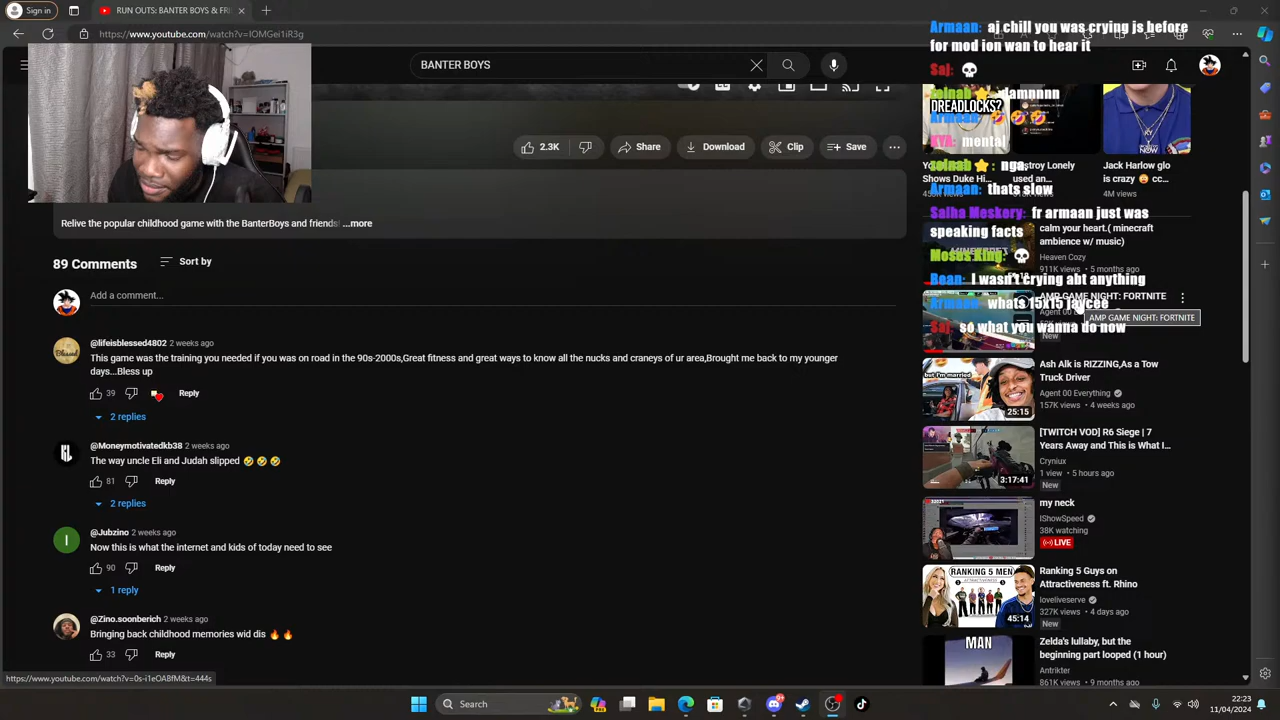 Sign in
RUN OUTS: BANTER BOYS & FRI
https://www.youtube.com/watch?v=IOMGei1iR3g
BANTER BOYS
2.3K
Share
Download
Clip
Save
Relive the popular childhood game with the BanterBoys and friends! ...more
89 Comments
Sort by
Add a comment...
@lifeisblessed4802 2 weeks ago
This game was the training you needed if you was outside in the 90s-2000s,Great fitness and great ways to know all the nucks and craneys of ur area,Brought me back to my younger
days...Bless up
39
Reply
2 replies
@Moneymotivatedkb38 2 weeks ago
The way uncle Eli and Judah slipped 🤣 🤣 🤣
81
Reply
2 replies
@Jubzino 2 weeks ago
Now this is what the internet and kids of today need to see
90
Reply
1 reply
@Zino.soonberich 2 weeks ago
Bringing back childhood memories wid dis 🔥 🔥
33
Reply
https://www.youtube.com/watch?v=0s-i1eOA8fM&t=444s
Armaan: aj chill you was crying js before
for mod ion wan to hear it
Saj: 💀
zeinab ⭐: damnnnn
Armaan: 🤣 🤣 🤣
KYA: mental
zeinab ⭐: nga.
Armaan: thats slow
Saiha Meskery: fr armaan just was
speaking facts
Moses King: 💀
Bean: I wasn't crying abt anything
Armaan: whats 15x15 jaycee
Saj: so what you wanna do now
DREADLOCKS?
Shows Duke Hi...
stroy Lonely
used an...
Jack Harlow glo
is crazy 😩 cc...
4M views
calm your heart.( minecraft
ambience w/ music)
Heaven Cozy
911K views • 5 months ago
AMP GAME NIGHT: FORTNITE
Agent 00
AMP GAME NIGHT: FORTNITE
but I'm married
25:15
Ash Alk is RIZZING,As a Tow
Truck Driver
Agent 00 Everything
157K views • 4 weeks ago
3:17:41
[TWITCH VOD] R6 Siege | 7
Years Away and This is What I...
Cryniux
1 view • 5 hours ago
New
my neck
IShowSpeed
38K watching
LIVE
RANKING 5 MEN
ATTRACTIVENESS
45:14
Ranking 5 Guys on
Attractiveness ft. Rhino
loveliveserve
327K views • 4 days ago
New
MAN
Zelda's lullaby, but the
beginning part looped (1 hour)
Antrikter
861K views • 9 months ago
Search
22:23
11/04/2024